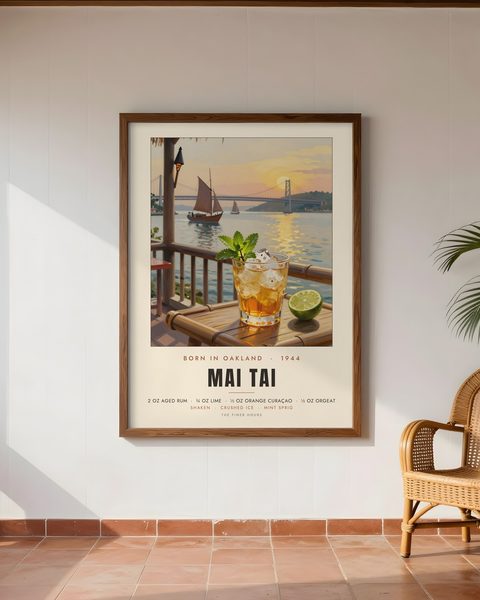 BORN IN OAKLAND · 1944
MAI TAI
2 OZ AGED RUM · ¾ OZ LIME · ½ OZ ORANGE CURAÇAO · ½ OZ ORGEAT
SHAKEN · CRUSHED ICE · MINT SPRIG
THE FINER HOURS